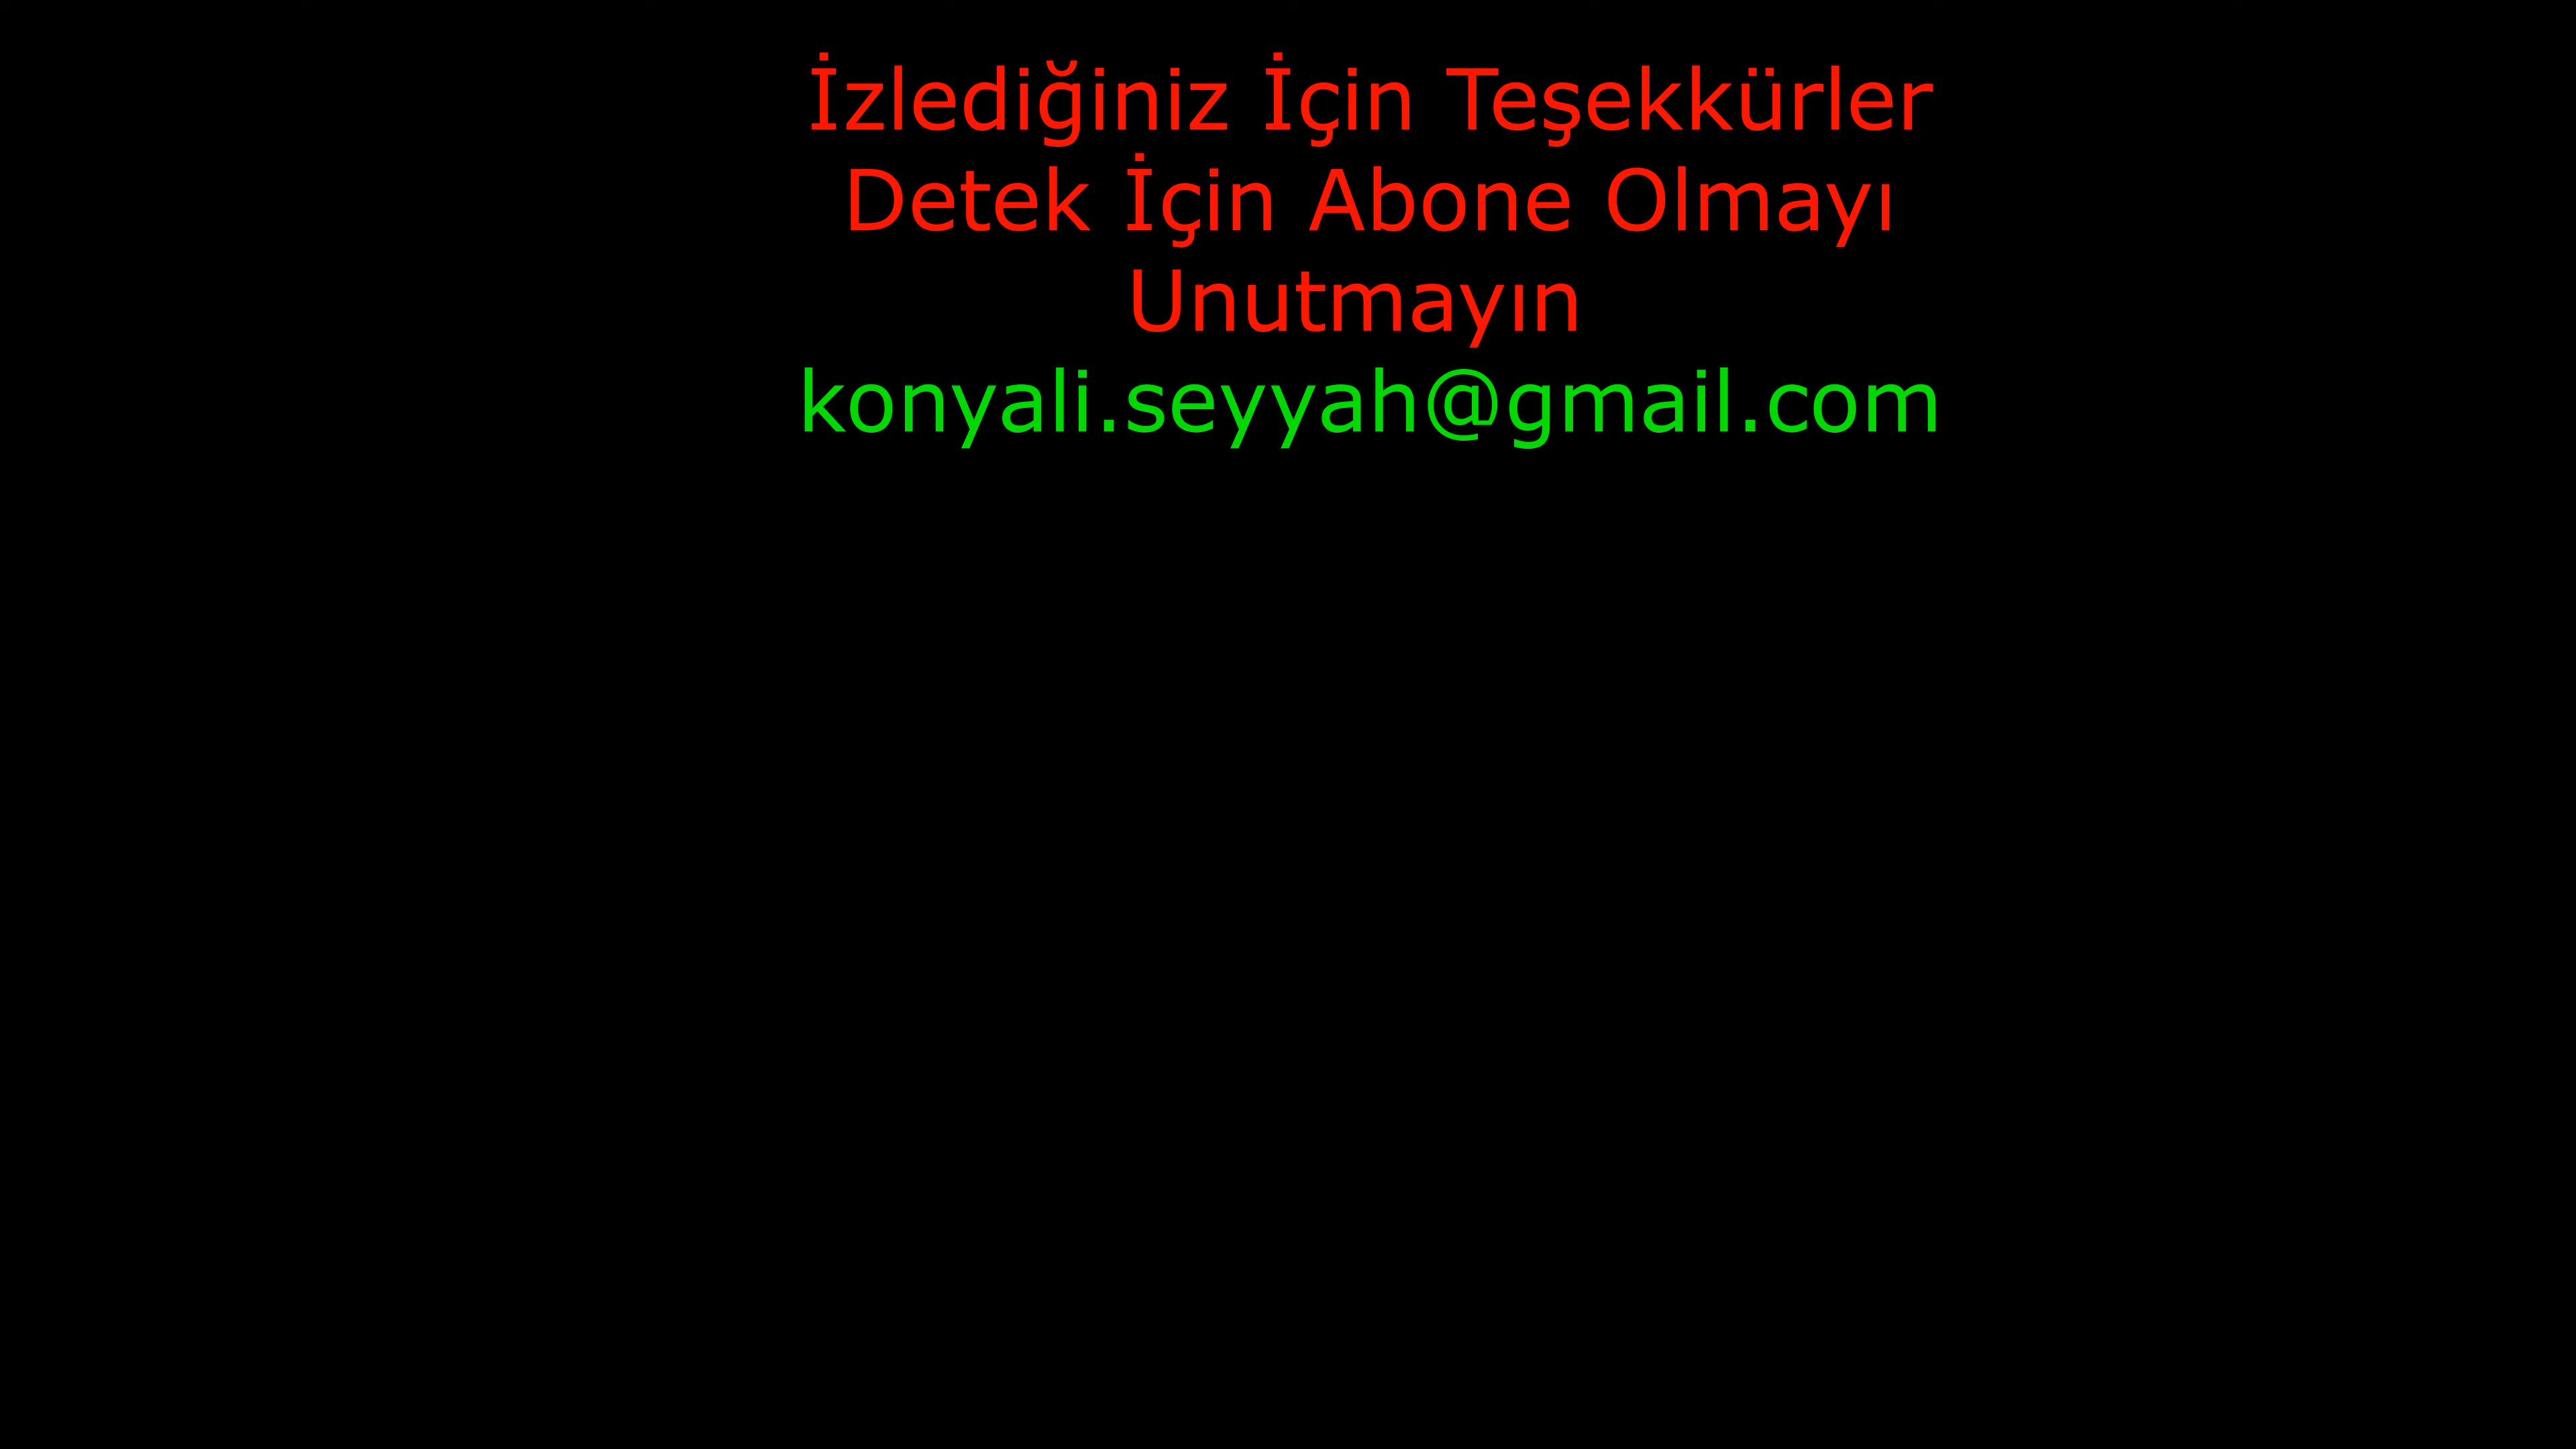 İzlediğiniz İçin Teşekkürler
Detek İçin Abone Olmayı
Unutmayın
konyali.seyyah@gmail.com